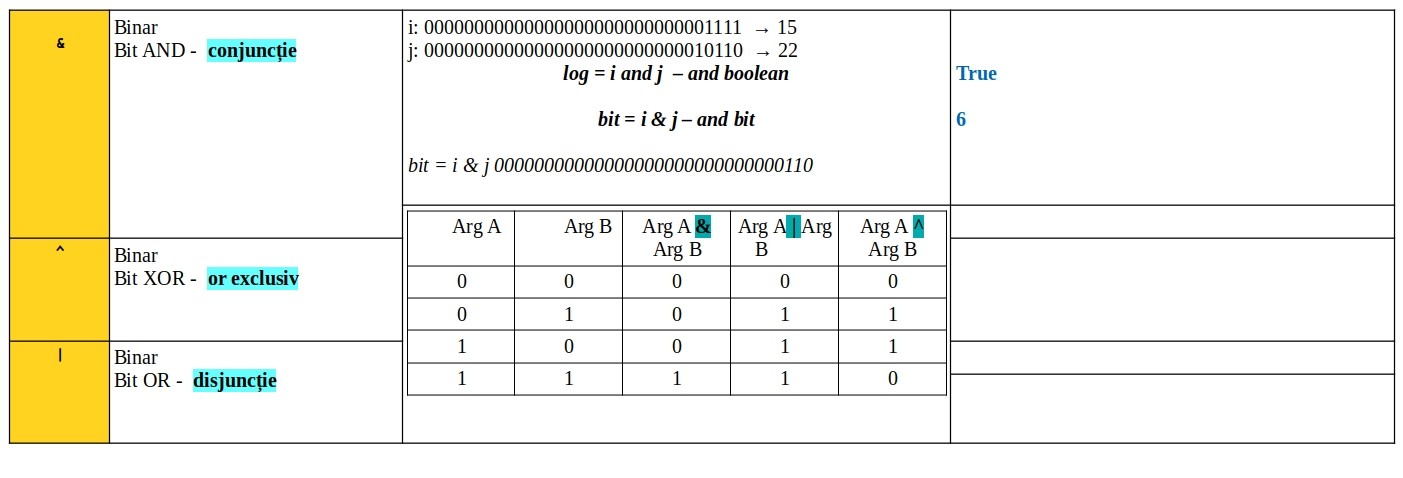 &
Binar
Bit AND - conjuncție
i: 00000000000000000000000000001111 → 15
j: 00000000000000000000000000010110 → 22
log = i and j – and boolean
True
bit = i & j – and bit
6
bit = i & j 00000000000000000000000000000110
Arg A Arg B Arg A & Arg A | Arg Arg A ^
Arg B B Arg B
0 0 0 0 0
0 1 0 1 1
1 0 0 1 1
1 1 1 1 0
^
Binar
Bit XOR - or exclusiv
|
Binar
Bit OR - disjuncție